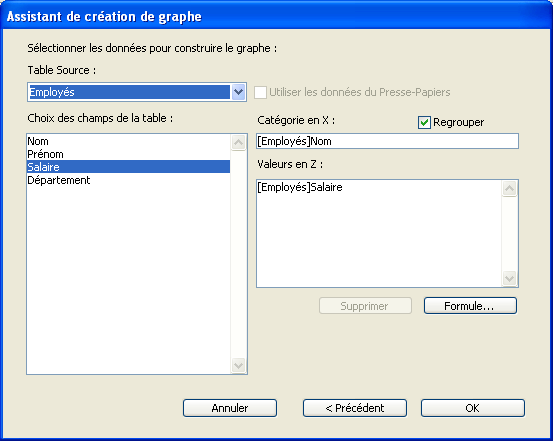 Assistant de création de graphe
Sélectionner les données pour construire le graphe :
Table Source :
Employés
Utiliser les données du Presse-Papiers
Choix des champs de la table :
Catégorie en X :
Regrouper
Nom
Prénom
Salaire
Département
[Employés]Nom
Valeurs en Z :
[Employés]Salaire
Supprimer
Formule...
Annuler
< Précédent
OK